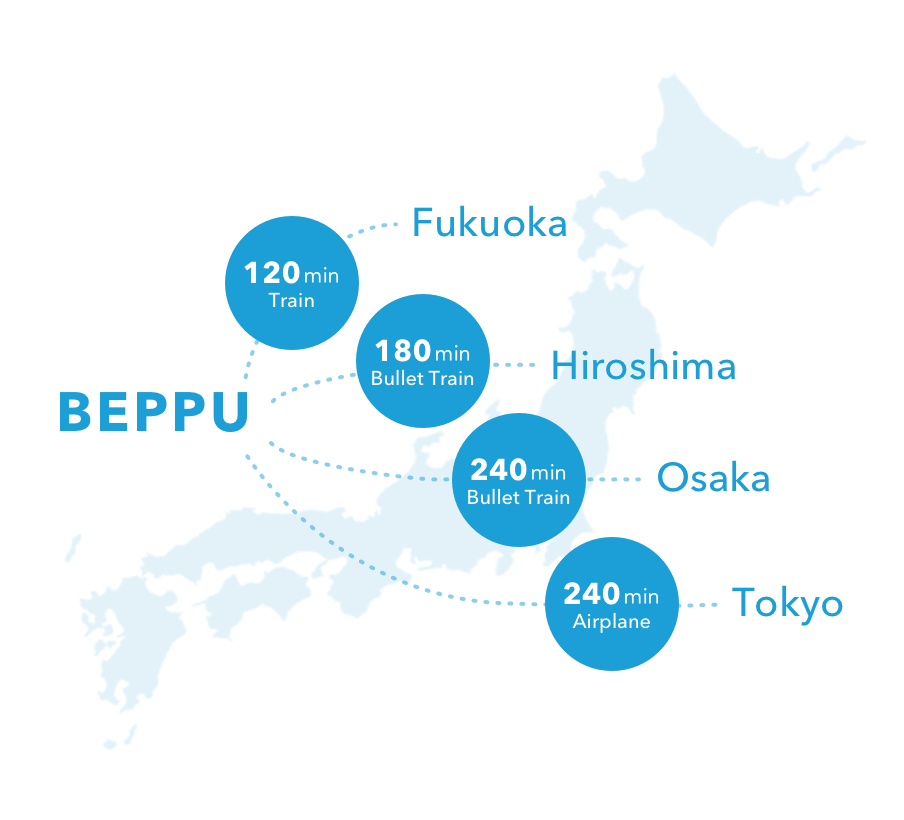 Fukuoka
120 min
Train
180 min
Bullet Train
Hiroshima
BEPPU
240 min
Bullet Train
Osaka
240 min
Airplane
Tokyo